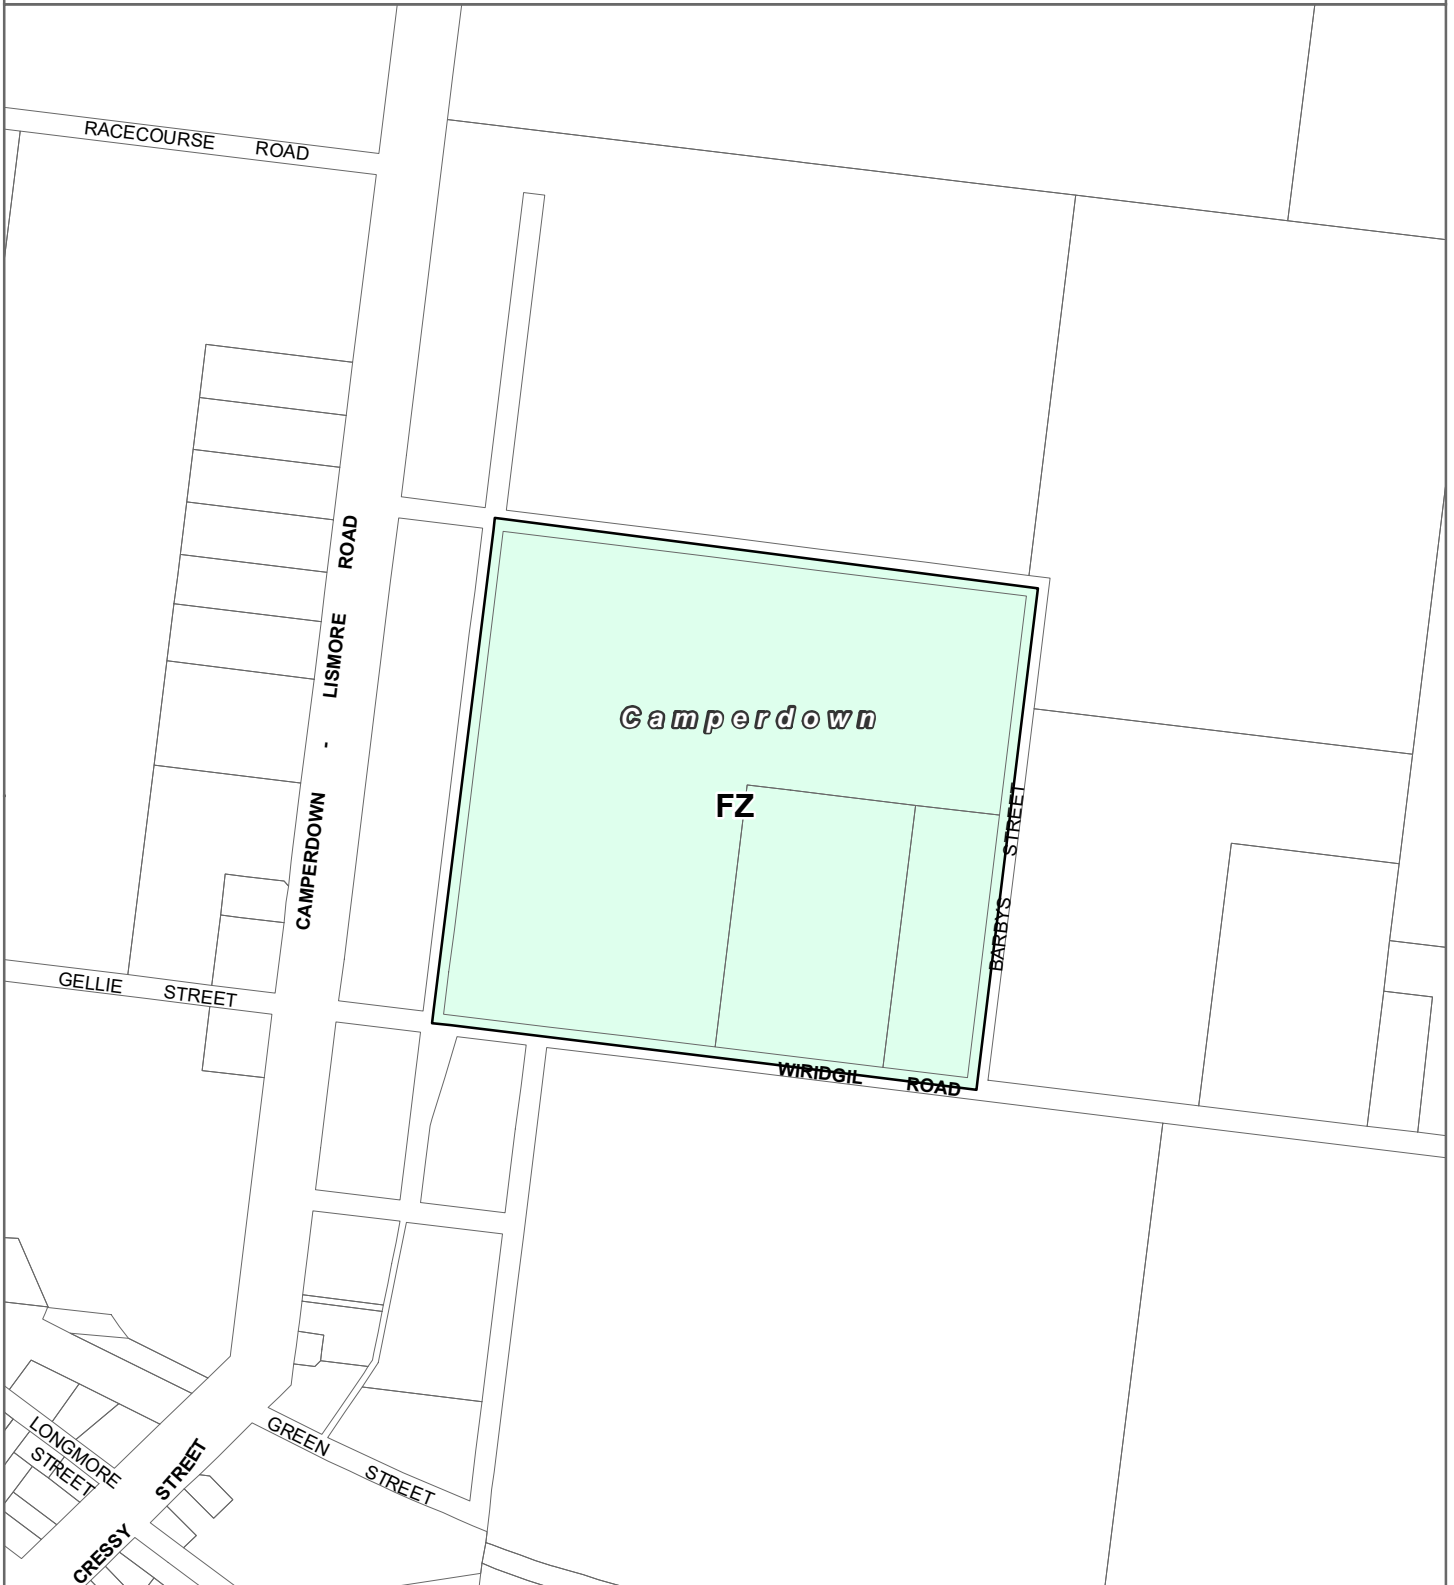 RACECOURSE ROAD
CAMPERDOWN - LISMORE ROAD
Camperdown
FZ
BARBYS STREET
GELLIE STREET
WIRIDGIL ROAD
GREEN STREET
LONGMORE
STREET
CRESSY STREET